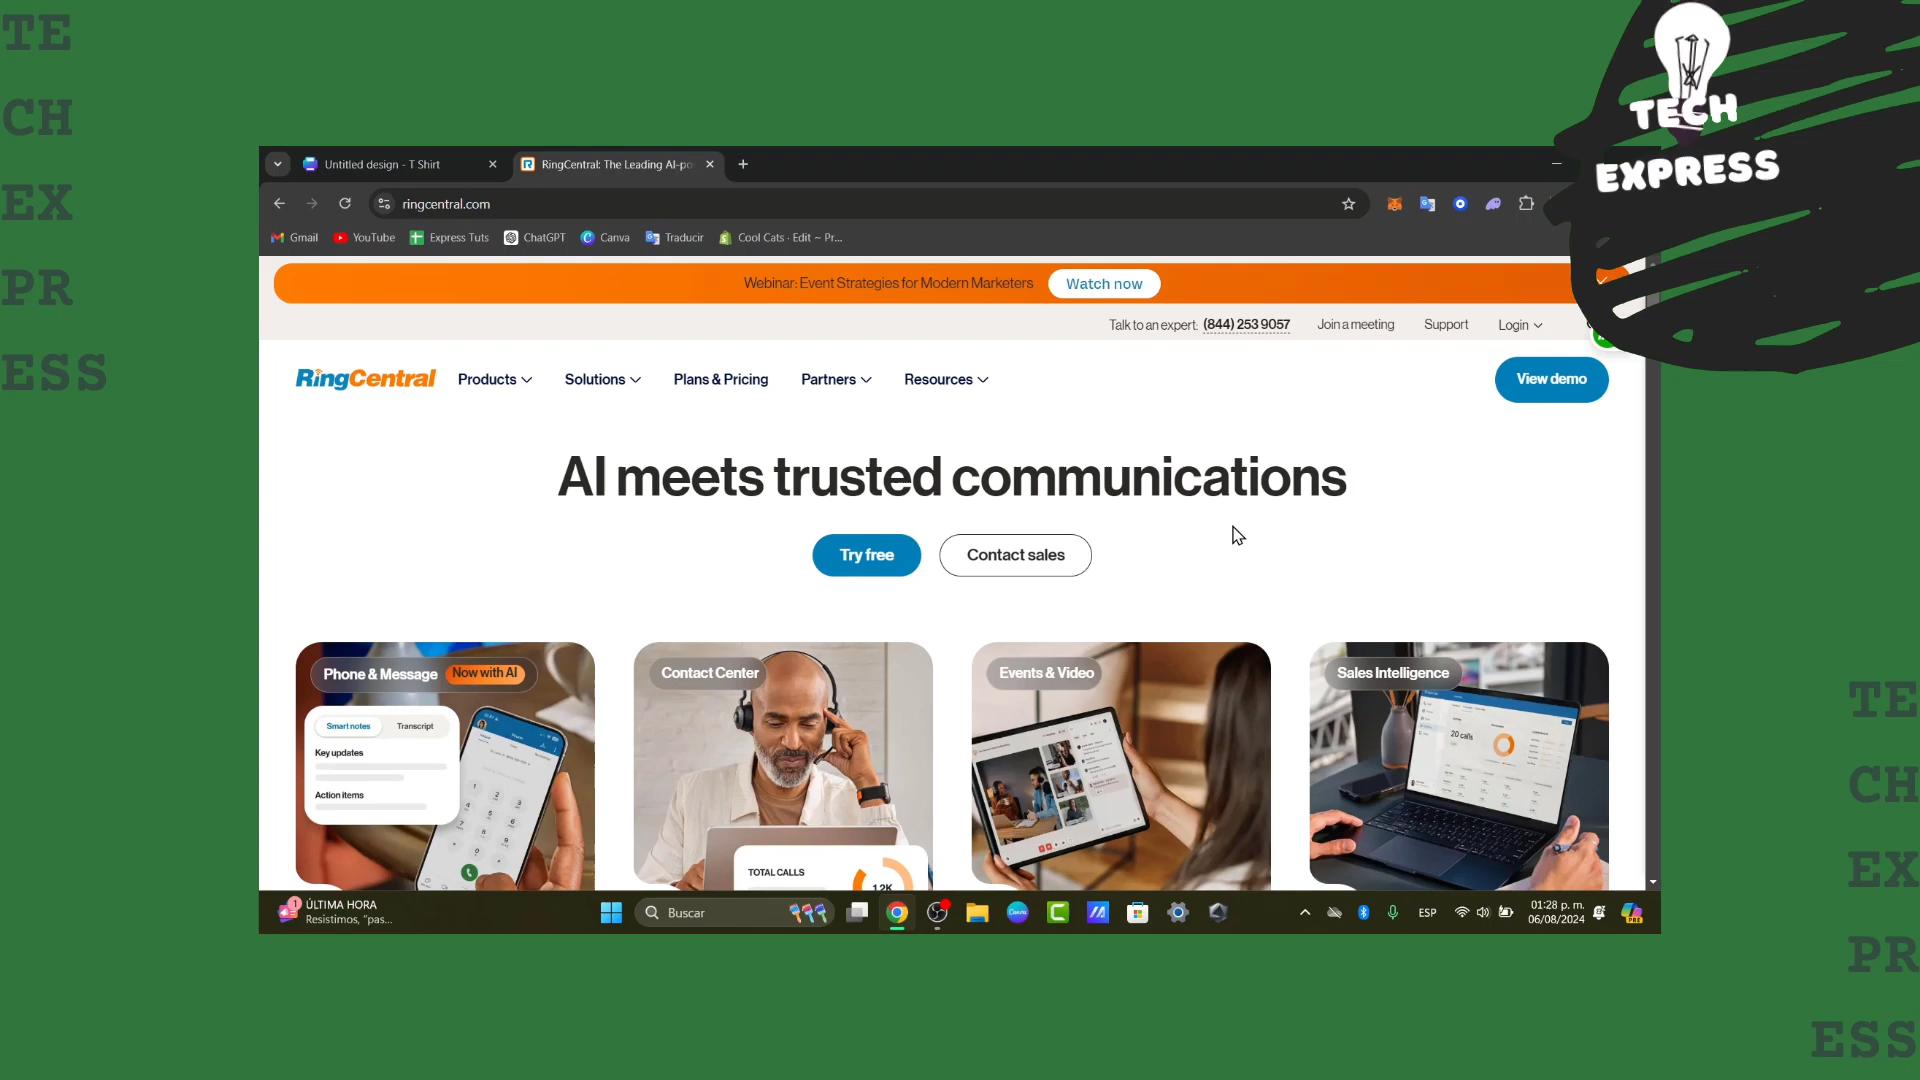 TE
CH
EX
PR
ESS
TECH
EXPRESS
Untitled design - T Shirt
RingCentral: The Leading AI-po
ringcentral.com
Gmail
YouTube
Express Tuts
ChatGPT
Canva
Traducir
Cool Cats · Edit ~ Pr...
Webinar: Event Strategies for Modern Marketers
Watch now
Talk to an expert: (844) 253 9057
Join a meeting
Support
Login
RingCentral
Products
Solutions
Plans & Pricing
Partners
Resources
View demo
AI meets trusted communications
Try free
Contact sales
Phone & Message
Now with AI
Smart notes
Transcript
Key updates
Action items
Contact Center
TOTAL CALLS
1.2K
Events & Video
Sales Intelligence
20 calls
1
ÚLTIMA HORA
Resistimos, "pas...
Buscar
ESP
01:28 p. m.
06/08/2024
TE
CH
EX
PR
ESS